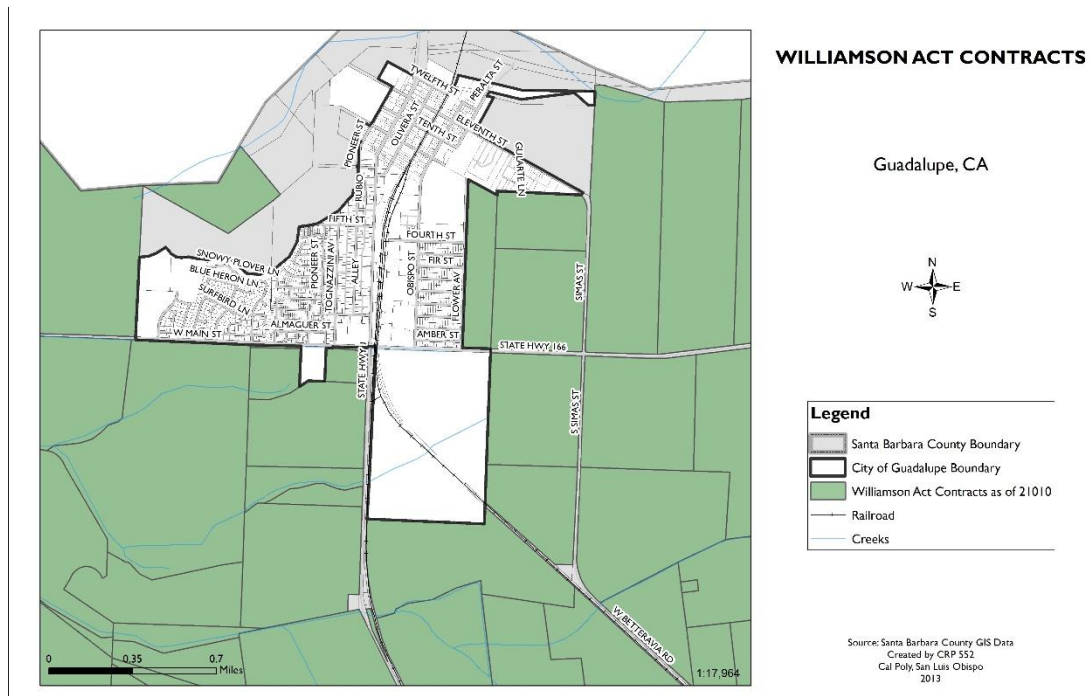 WILLIAMSON ACT CONTRACTS
Guadalupe, CA
N
W E
S
TWELFTH ST
PERALTA ST
OLIVERA ST
PIONEER ST
TENTH ST
ELEVENTH ST
GULARTE LN
RUBIO
FIFTH ST
FOURTH ST
SNOWY PLOVER LN
PIONEER ST
TOGNAZZINI AV
ALLEY
OBISPO ST
FIR ST
FLOWER AV
SIMAS ST
BLUE HERON LN
SURFBIRD LN
ALMAGUER ST
W MAIN ST
AMBER ST
STATE HWY 166
STATE HWY 1
S SIMAS ST
W BETTERAVIA RD
Legend
Santa Barbara County Boundary
City of Guadalupe Boundary
Williamson Act Contracts as of 21010
Railroad
Creeks
0 0.35 0.7
Miles
1:17,964
Source: Santa Barbara County GIS Data
Created by CRP 552
Cal Poly, San Luis Obispo
2013